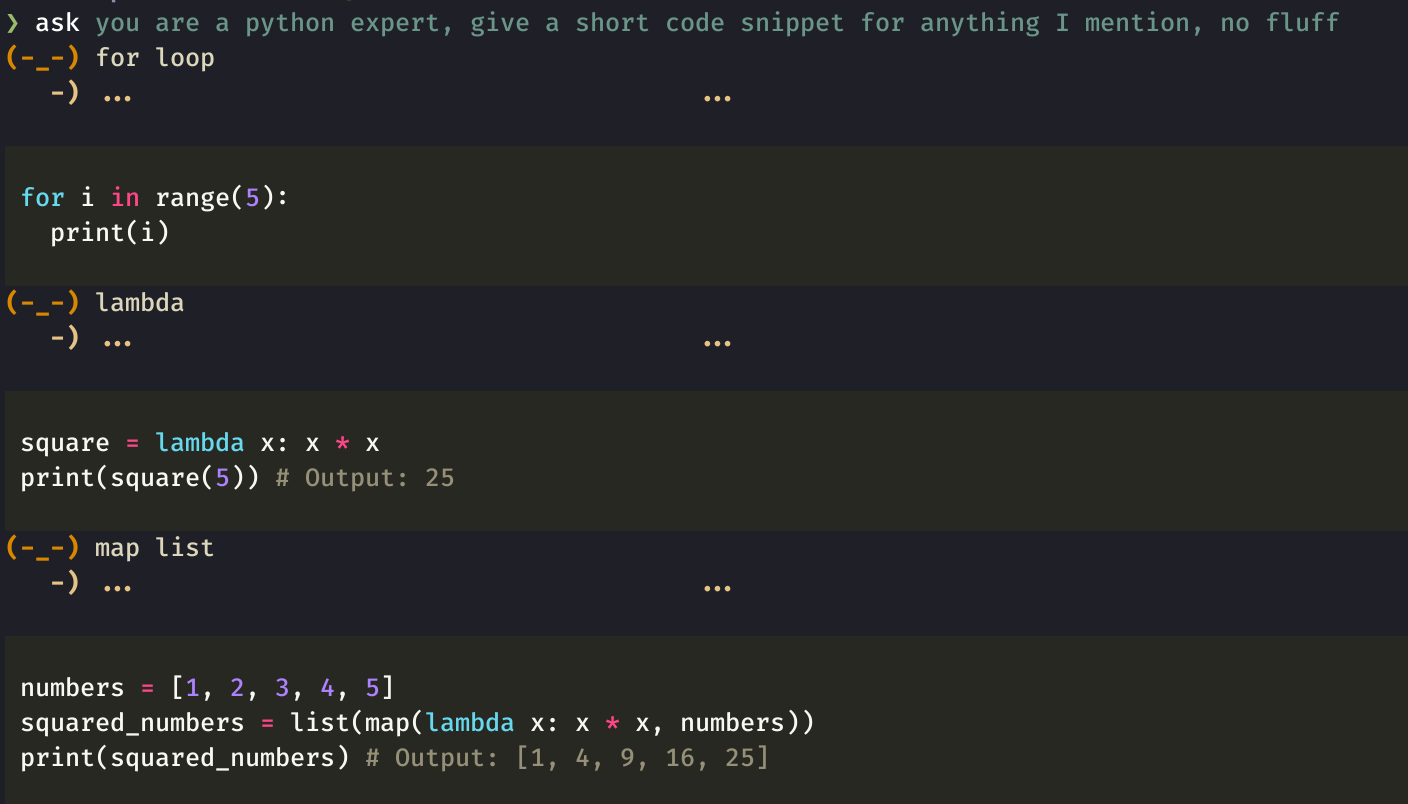 ❯ ask you are a python expert, give a short code snippet for anything I mention, no fluff
(-_-) for loop
-) … …
for i in range(5):
  print(i)
(-_-) lambda
-) … …
square = lambda x: x * x
print(square(5)) # Output: 25
(-_-) map list
-) … …
numbers = [1, 2, 3, 4, 5]
squared_numbers = list(map(lambda x: x * x, numbers))
print(squared_numbers) # Output: [1, 4, 9, 16, 25]